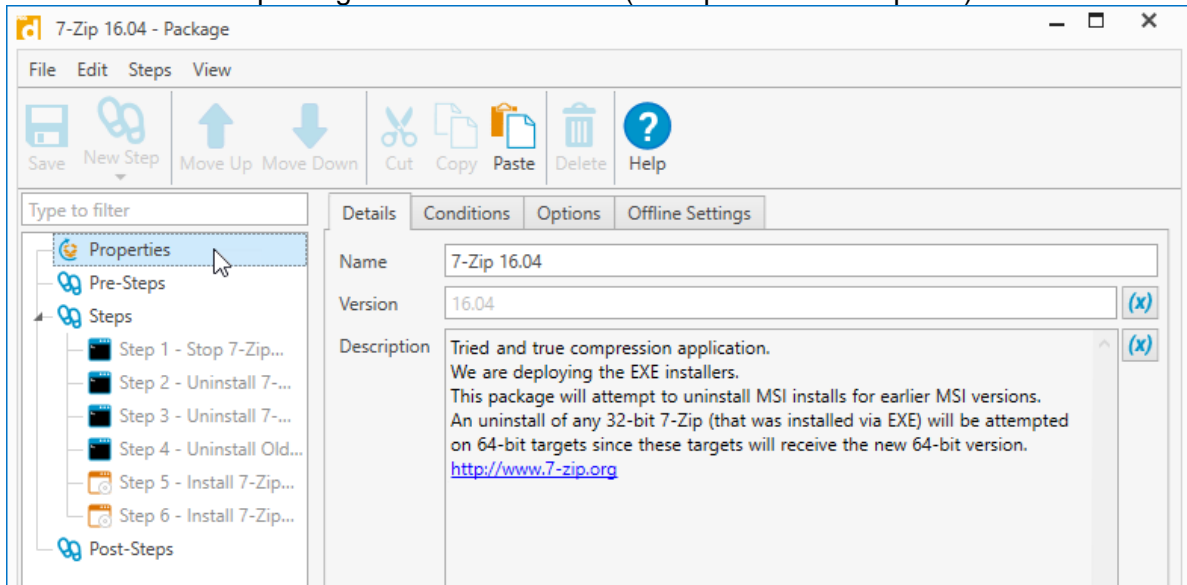 7-Zip 16.04 - Package
File Edit Steps View
Save New Step Move Up Move Down Cut Copy Paste Delete Help
Type to filter
Details Conditions Options Offline Settings
Properties
Pre-Steps
Steps
Step 1 - Stop 7-Zip...
Step 2 - Uninstall 7-...
Step 3 - Uninstall 7-...
Step 4 - Uninstall Old...
Step 5 - Install 7-Zip...
Step 6 - Install 7-Zip...
Post-Steps
Name 7-Zip 16.04
Version 16.04 (x)
Description (x)
Tried and true compression application.
We are deploying the EXE installers.
This package will attempt to uninstall MSI installs for earlier MSI versions.
An uninstall of any 32-bit 7-Zip (that was installed via EXE) will be attempted
on 64-bit targets since these targets will receive the new 64-bit version.
http://www.7-zip.org